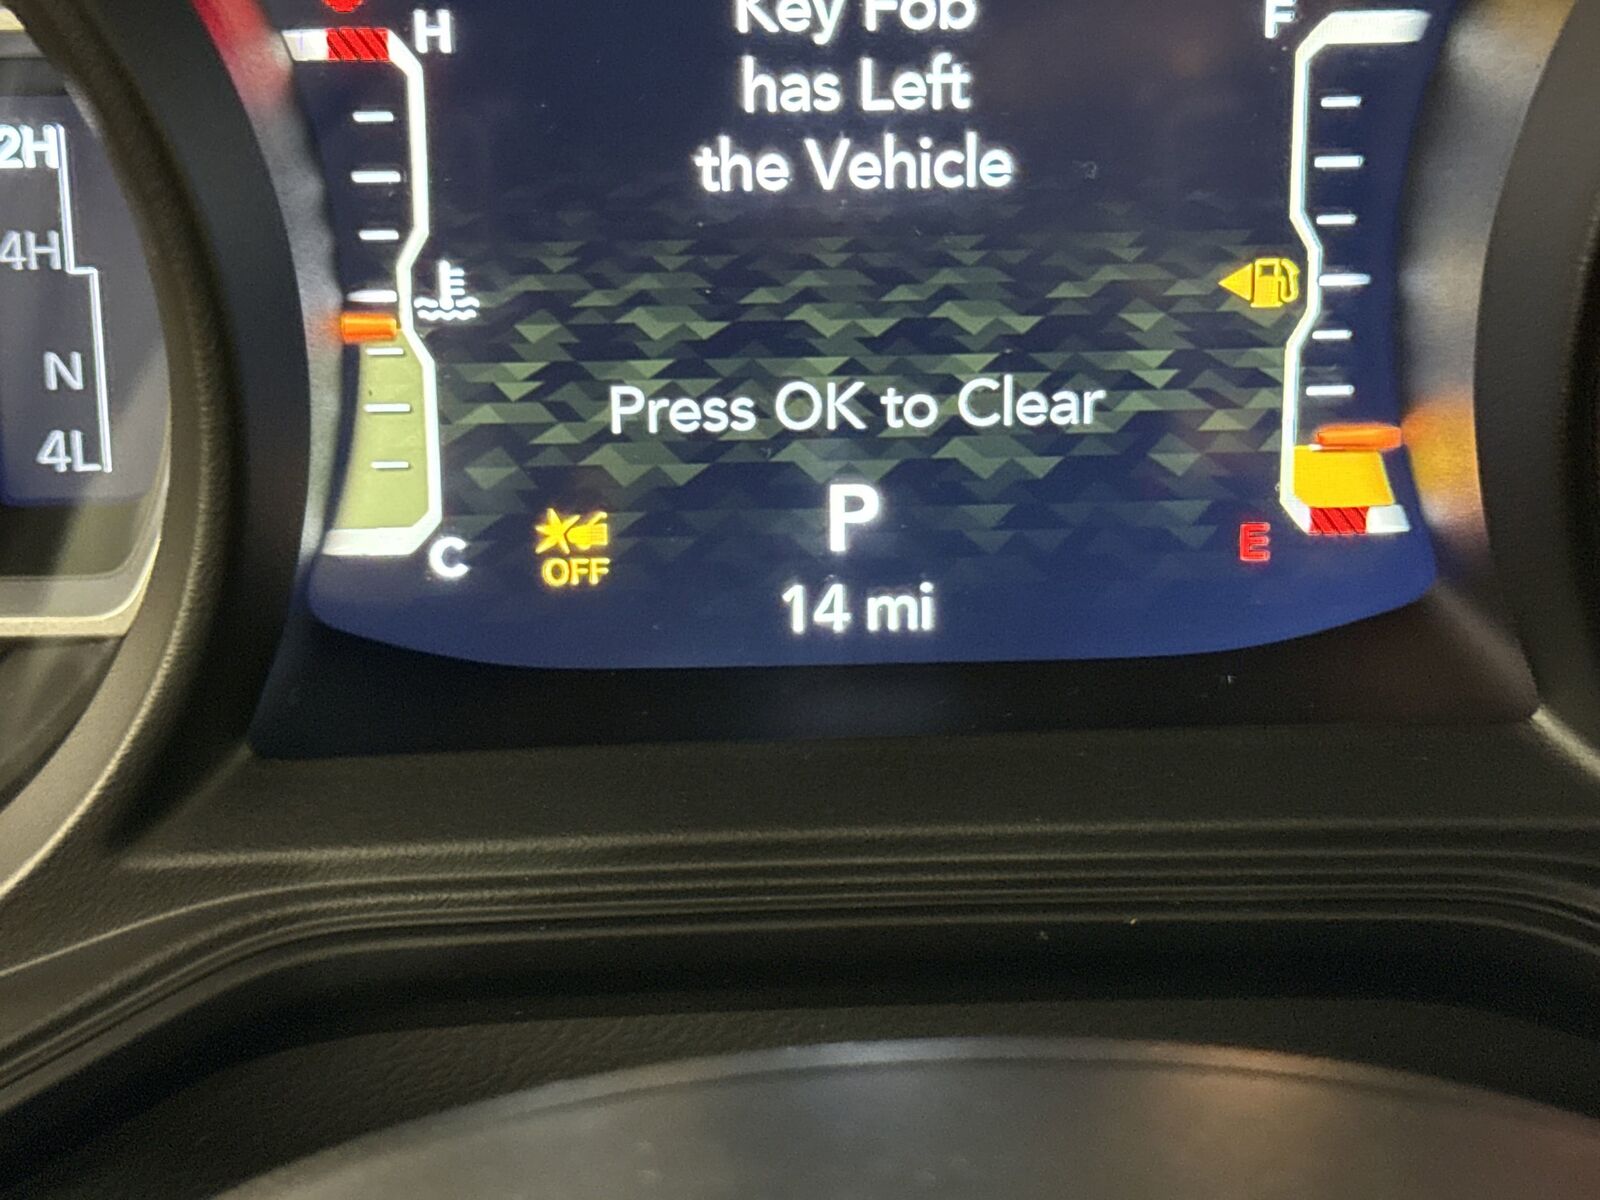 Key Fob
has Left
the Vehicle
Press OK to Clear
P
14 mi
OFF
H
C
F
E
2H
4H
N
4L